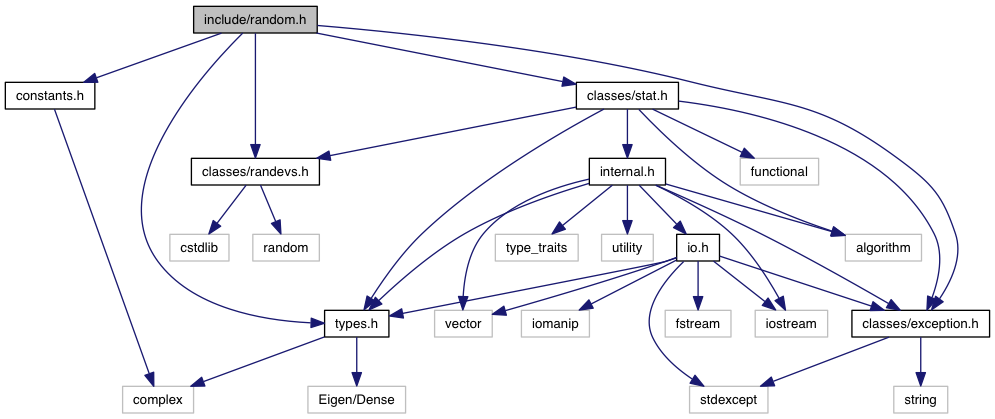 include/random.h
constants.h
classes/stat.h
classes/randevs.h
internal.h
functional
cstdlib
random
type_traits
utility
io.h
algorithm
types.h
vector
iomanip
fstream
iostream
classes/exception.h
complex
Eigen/Dense
stdexcept
string